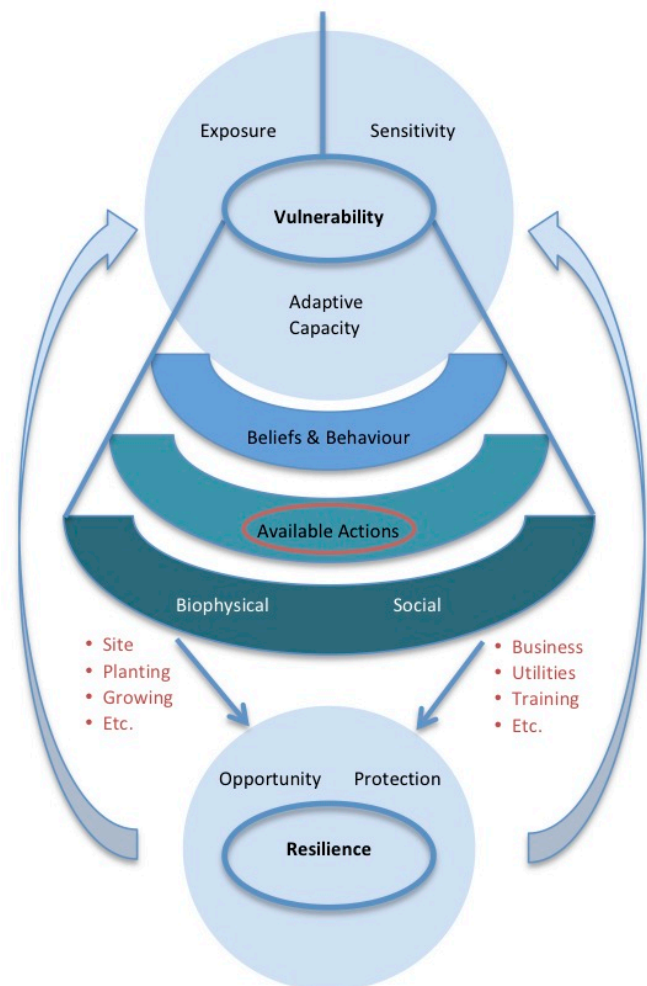 Exposure
Sensitivity
Vulnerability
Adaptive
Capacity
Beliefs & Behaviour
Available Actions
Biophysical
Social
• Site
• Planting
• Growing
• Etc.
• Business
• Utilities
• Training
• Etc.
Opportunity
Protection
Resilience